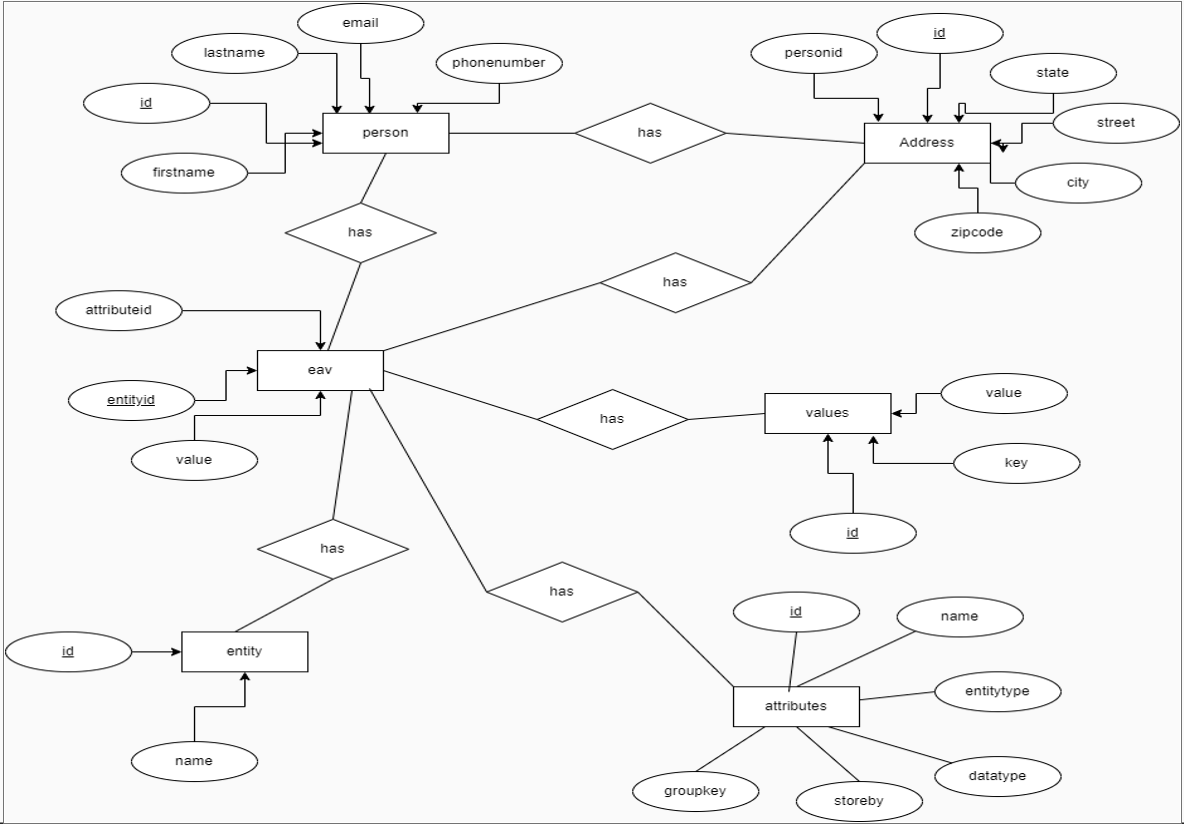 email
lastname
phonenumber
id
person
firstname
has
personid
id
state
street
Address
city
zipcode
has
has
attributeid
eav
entityid
value
has
values
value
key
id
has
has
id
entity
name
id
name
entitytype
attributes
datatype
groupkey
storeby